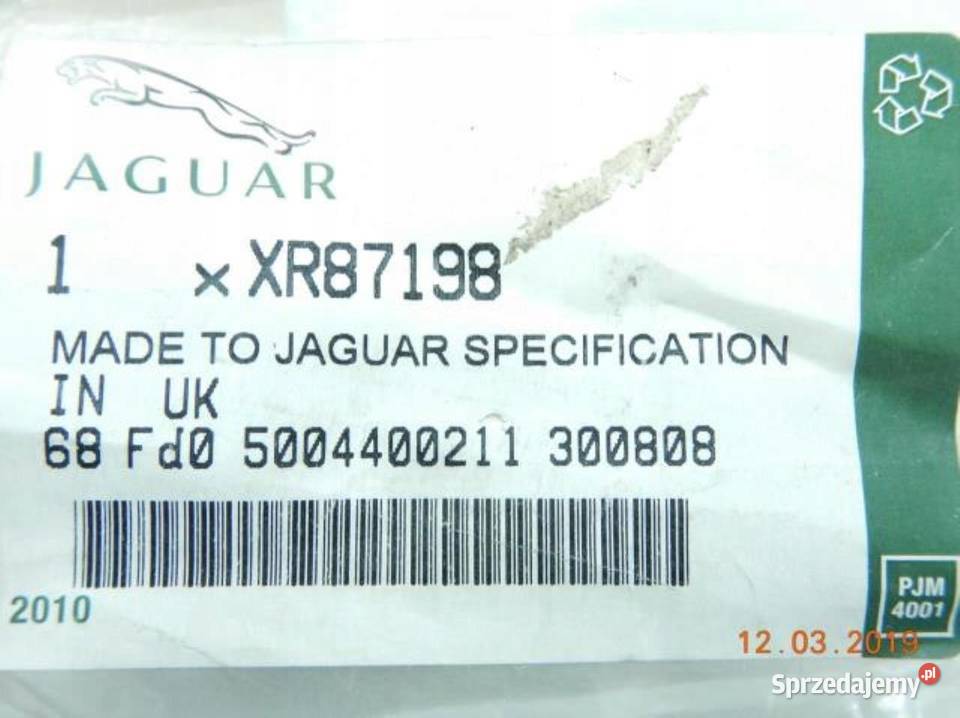 JAGUAR
1 × XR87198
MADE TO JAGUAR SPECIFICATION
IN UK
68 Fd0 5004400211 300808
2010
PJM
4001
12.03.2019
Sprzedajemy.pl